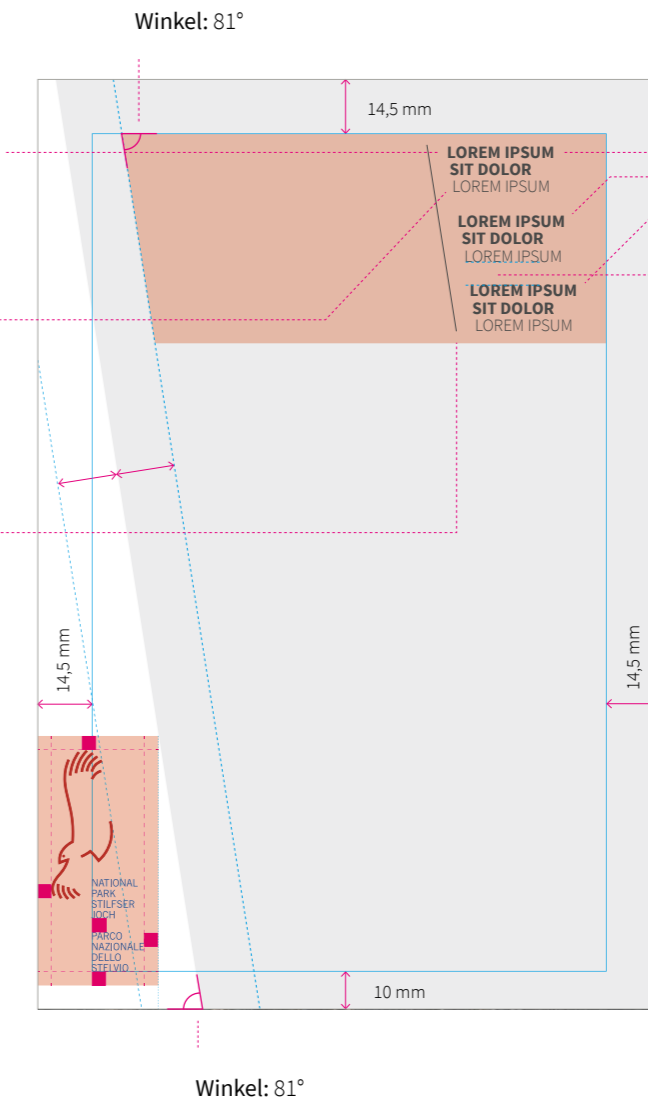 Winkel: 81°
14,5 mm
LOREM IPSUM
SIT DOLOR
LOREM IPSUM
LOREM IPSUM
SIT DOLOR
LOREM IPSUM
LOREM IPSUM
SIT DOLOR
LOREM IPSUM
14,5 mm
14,5 mm
NATIONAL
PARK
STILFSER
JOCH
PARCO
NAZIONALE
DELLO
STELVIO
10 mm
Winkel: 81°